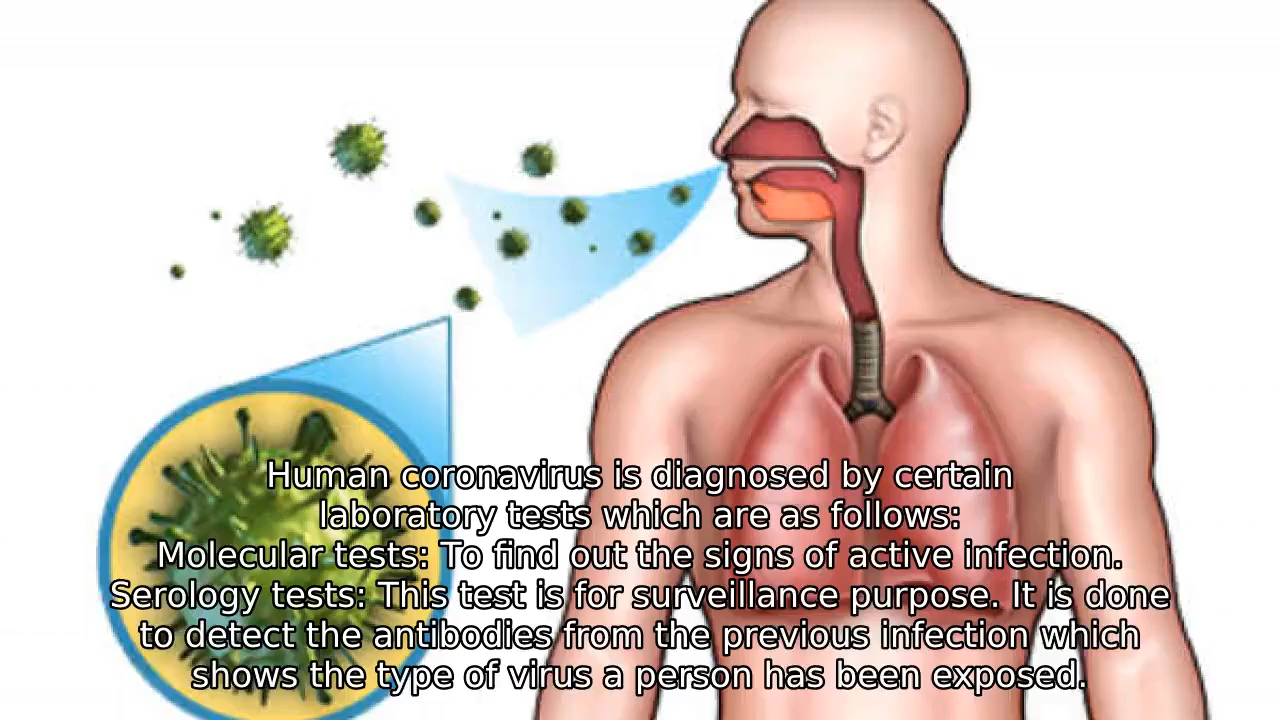 Human coronavirus is diagnosed by certain
laboratory tests which are as follows:
Molecular tests: To find out the signs of active infection.
Serology tests: This test is for surveillance purpose. It is done
to detect the antibodies from the previous infection which
shows the type of virus a person has been exposed.